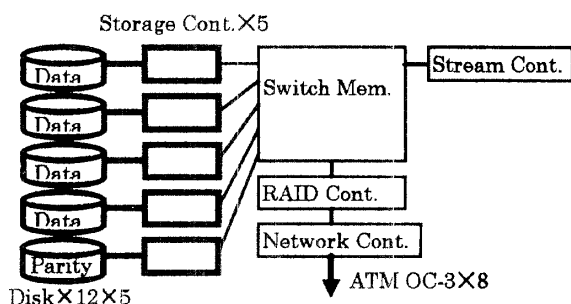 Storage Cont.×5
Data
Data
Data
Data
Parity
Switch Mem.
Stream Cont.
RAID Cont.
Network Cont.
ATM OC-3×8
Disk×12×5